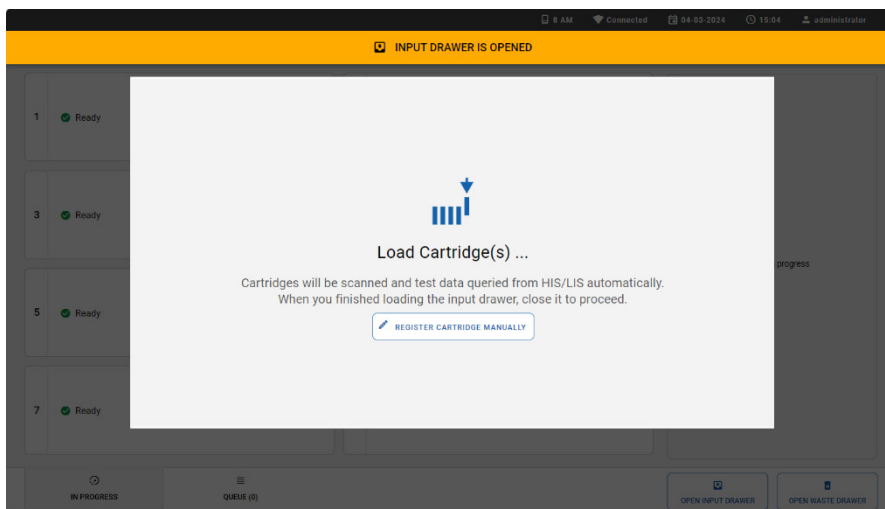 8 AM Connected 04-03-2024 15:04 administrator
INPUT DRAWER IS OPENED
1 Ready
3 Ready
progress
5 Ready
7 Ready
Load Cartridge(s) ...
Cartridges will be scanned and test data queried from HIS/LIS automatically.
When you finished loading the input drawer, close it to proceed.
REGISTER CARTRIDGE MANUALLY
IN PROGRESS QUEUE (0) OPEN INPUT DRAWER OPEN WASTE DRAWER